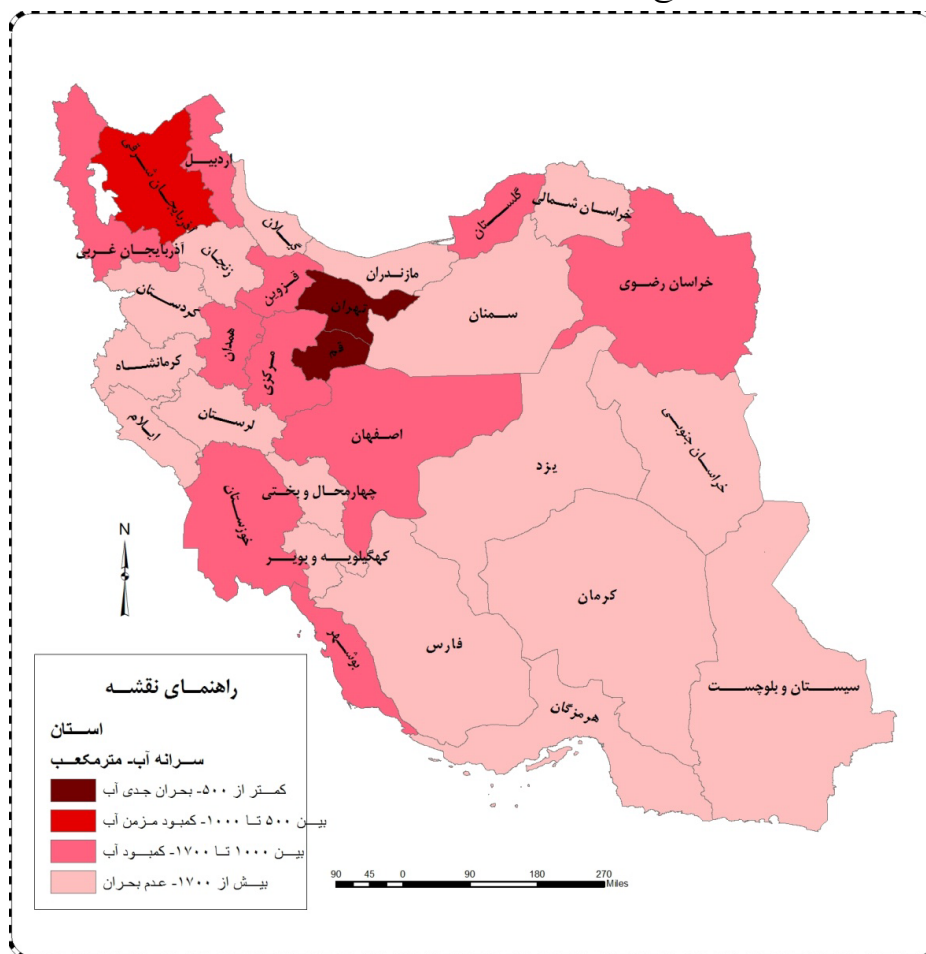 آذربایجان شرقی
اردبیل
آذربایجان غربی
گیلان
زنجان
کردستان
قزوین
مازندران
گلستان
خراسان شمالی
خراسان رضوی
سمنان
تهران
قم
همدان
مرکزی
کرمانشاه
لرستان
ایلام
اصفهان
یزد
خراسان جنوبی
چهارمحال و بختی
خوزستان
کهگیلویه و بویر
کرمان
فارس
بوشهر
هرمزگان
سیستان و بلوچست
N
راهنمای نقشه
استان
سرانه آب- مترمکعب
کمتر از ۵۰۰- بحران جدی آب
بین ۵۰۰ تا ۱۰۰۰- کمبود مزمن آب
بین ۱۰۰۰ تا ۱۷۰۰- کمبود آب
بیش از ۱۷۰۰- عدم بحران
90 45 0 90 180 270
Miles